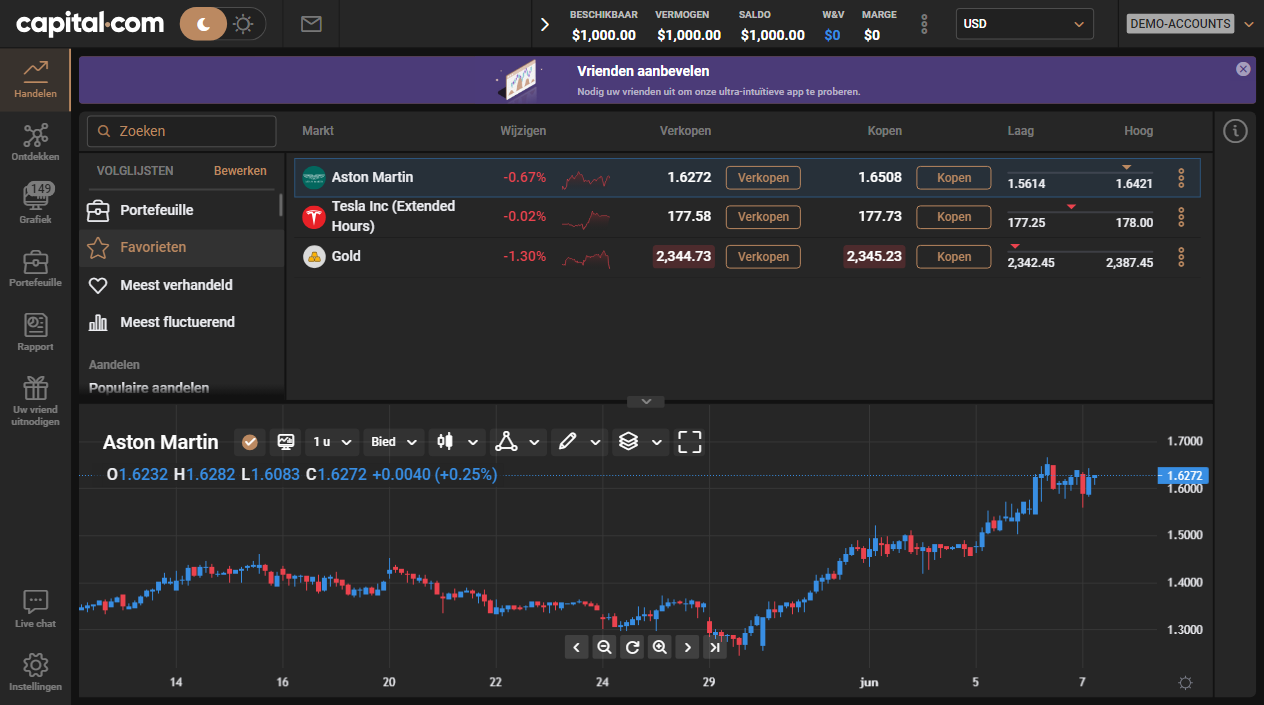 capital.com
BESCHIKBAAR VERMOGEN SALDO W&V MARGE
$1,000.00 $1,000.00 $1,000.00 $0 $0
USD
DEMO-ACCOUNTS
Handelen
Ontdekken
149
Grafiek
Portefeuille
Rapport
Uw vriend
uitnodigen
Live chat
Instellingen
Vrienden aanbevelen
Nodig uw vrienden uit om onze ultra-intuïtieve app te proberen.
Zoeken
VOLGLIJSTEN Bewerken
Portefeuille
Favorieten
Meest verhandeld
Meest fluctuerend
Aandelen
Populaire aandelen
Markt Wijzigen Verkopen Kopen Laag Hoog
Aston Martin -0.67% 1.6272 Verkopen 1.6508 Kopen 1.5614 1.6421
Tesla Inc (Extended
Hours) -0.02% 177.58 Verkopen 177.73 Kopen 177.25 178.00
Gold -1.30% 2,344.73 Verkopen 2,345.23 Kopen 2,342.45 2,387.45
Aston Martin 1 u Bied
O1.6232 H1.6282 L1.6083 C1.6272 +0.0040 (+0.25%)
1.7000
1.6272
1.6000
1.5000
1.4000
1.3000
14 16 20 22 24 29 jun 5 7